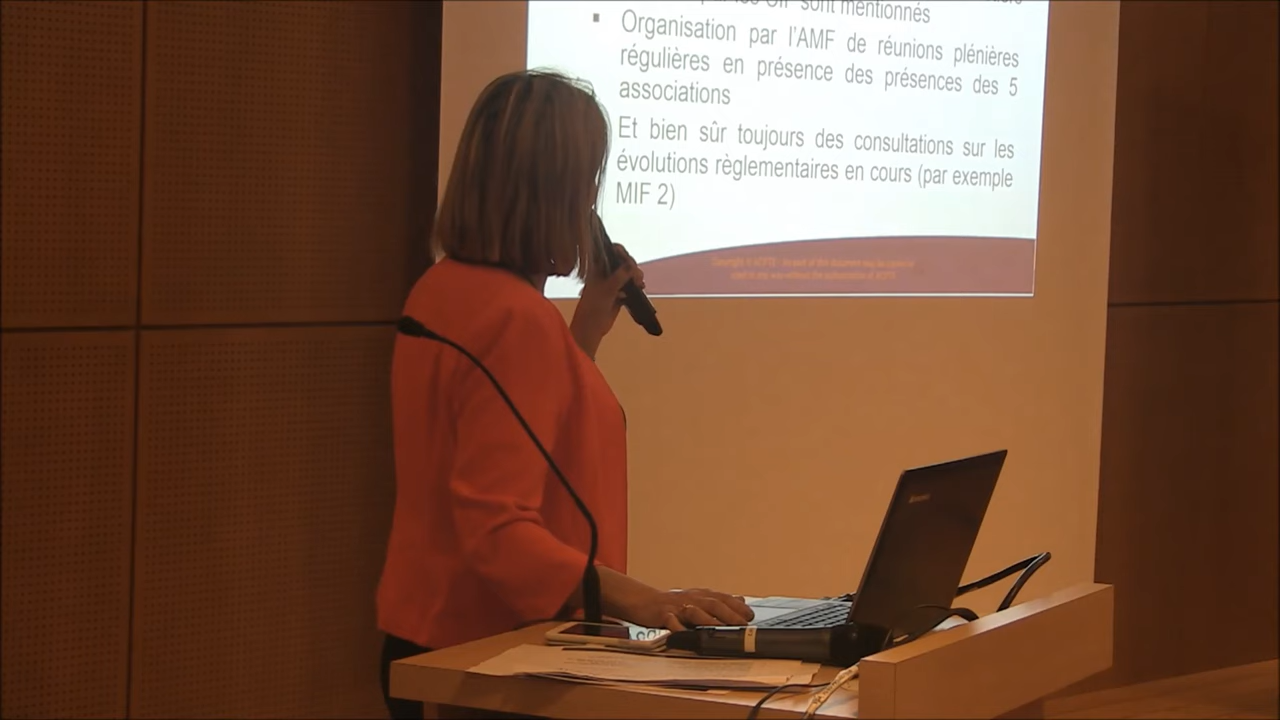 sont mentionnés
▪ Organisation par l'AMF de réunions plénières
régulières en présence des présences des 5
associations
Et bien sûr toujours des consultations sur les
évolutions règlementaires en cours (par exemple
MIF 2)